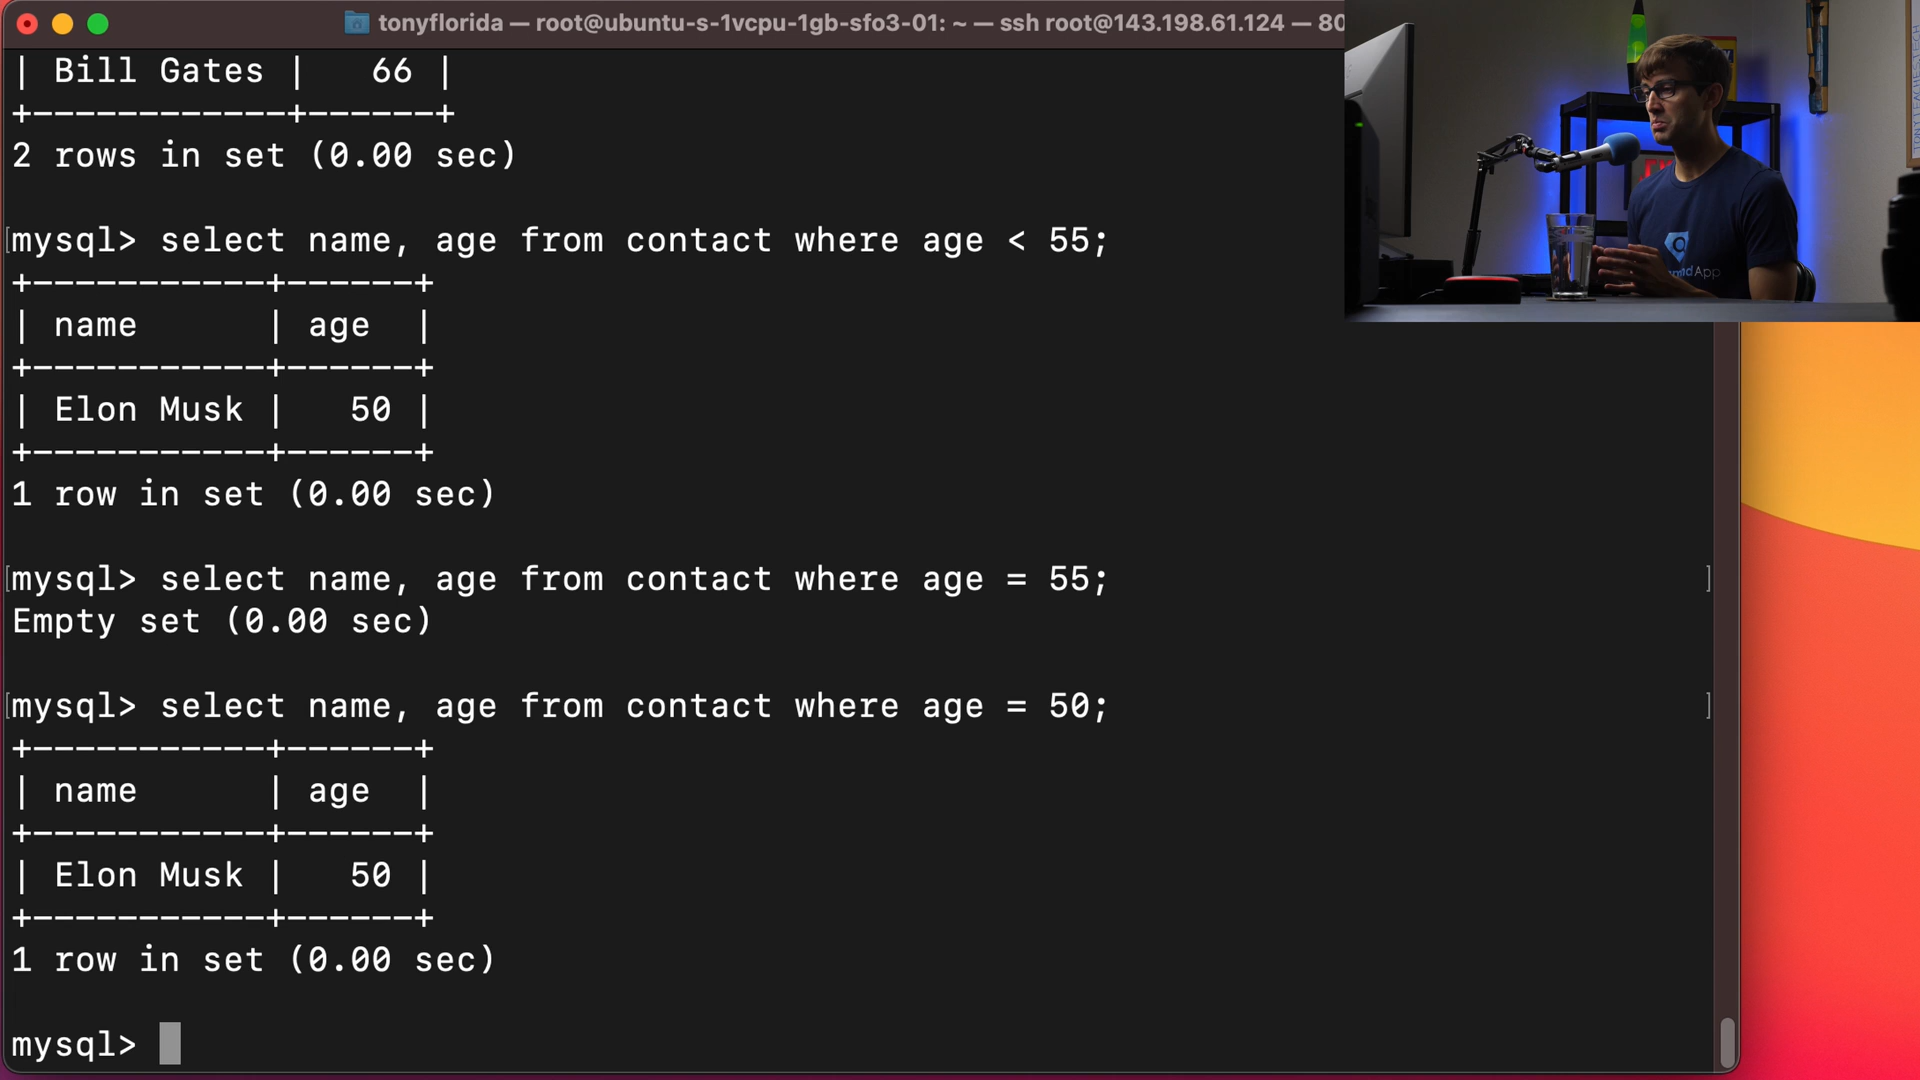 tonyflorida — root@ubuntu-s-1vcpu-1gb-sfo3-01: ~ — ssh root@143.198.61.124 — 80
| Bill Gates |   66 |
+------------+------+
2 rows in set (0.00 sec)
[mysql> select name, age from contact where age < 55;
+-----------+------+
| name      | age  |
+-----------+------+
| Elon Musk |   50 |
+-----------+------+
1 row in set (0.00 sec)
[mysql> select name, age from contact where age = 55; ]
Empty set (0.00 sec)
[mysql> select name, age from contact where age = 50; ]
+-----------+------+
| name      | age  |
+-----------+------+
| Elon Musk |   50 |
+-----------+------+
1 row in set (0.00 sec)
mysql>
App